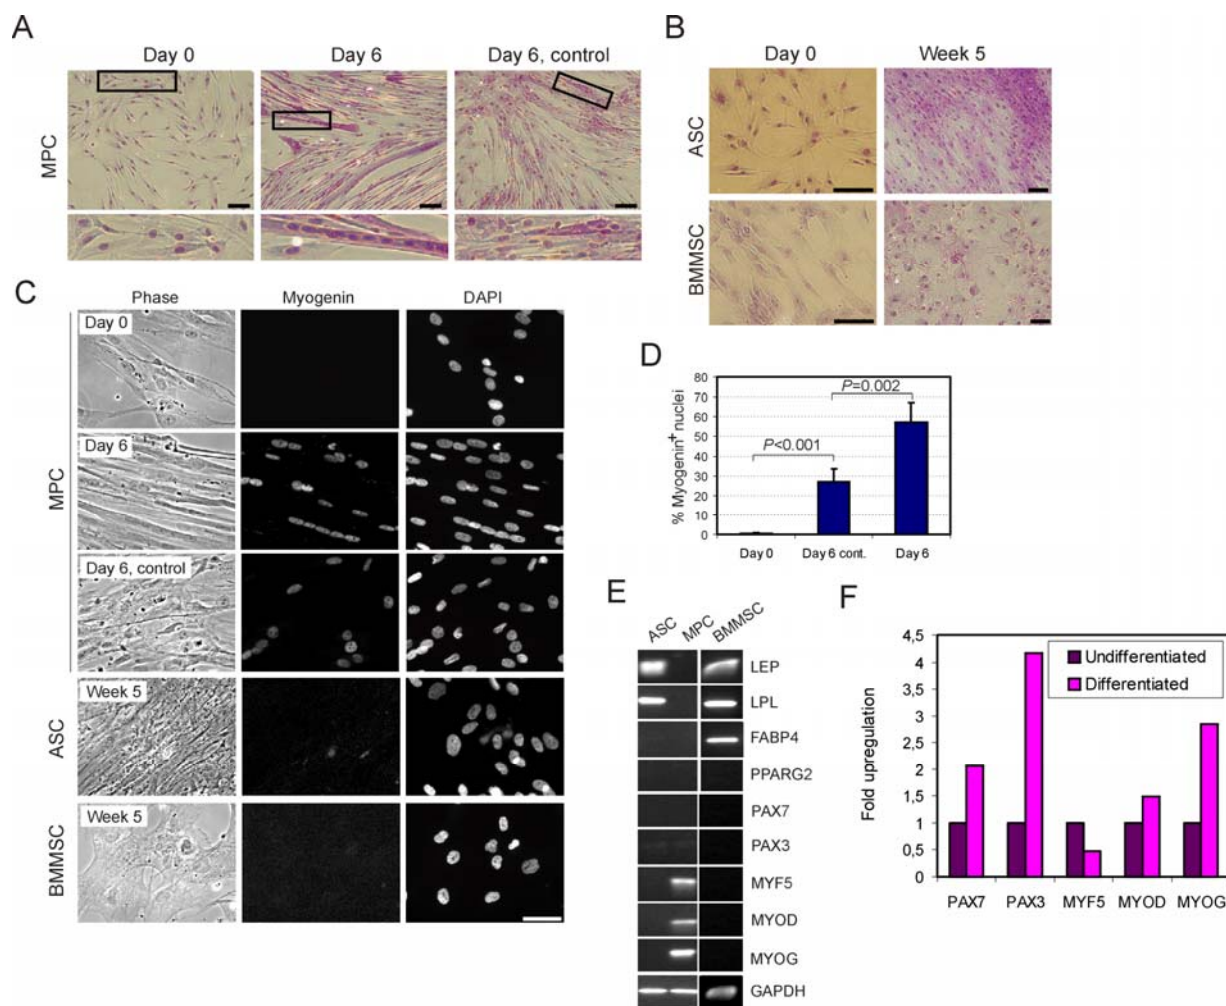 A
Day 0
Day 6
Day 6, control
MPC
B
Day 0
Week 5
ASC
BMMSC
C
Phase
Myogenin
DAPI
MPC
Day 0
Day 6
Day 6, control
ASC
Week 5
BMMSC
Week 5
D
% Myogenin+ nuclei
80
70
60
50
40
30
20
10
0
P<0.001
P=0.002
Day 0
Day 6 cont.
Day 6
E
ASC
MPC
BMMSC
LEP
LPL
FABP4
PPARG2
PAX7
PAX3
MYF5
MYOD
MYOG
GAPDH
F
Fold upregulation
4,5
4
3,5
3
2,5
2
1,5
1
0,5
0
Undifferentiated
Differentiated
PAX7
PAX3
MYF5
MYOD
MYOG